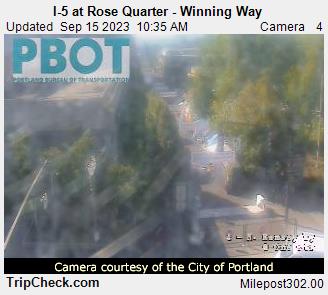 I-5 at Rose Quarter - Winning Way
Updated Sep 15 2023 10:35 AM Camera 4
PBOT
PORTLAND BUREAU OF TRANSPORTATION
Camera courtesy of the City of Portland
TripCheck.com Milepost302.00